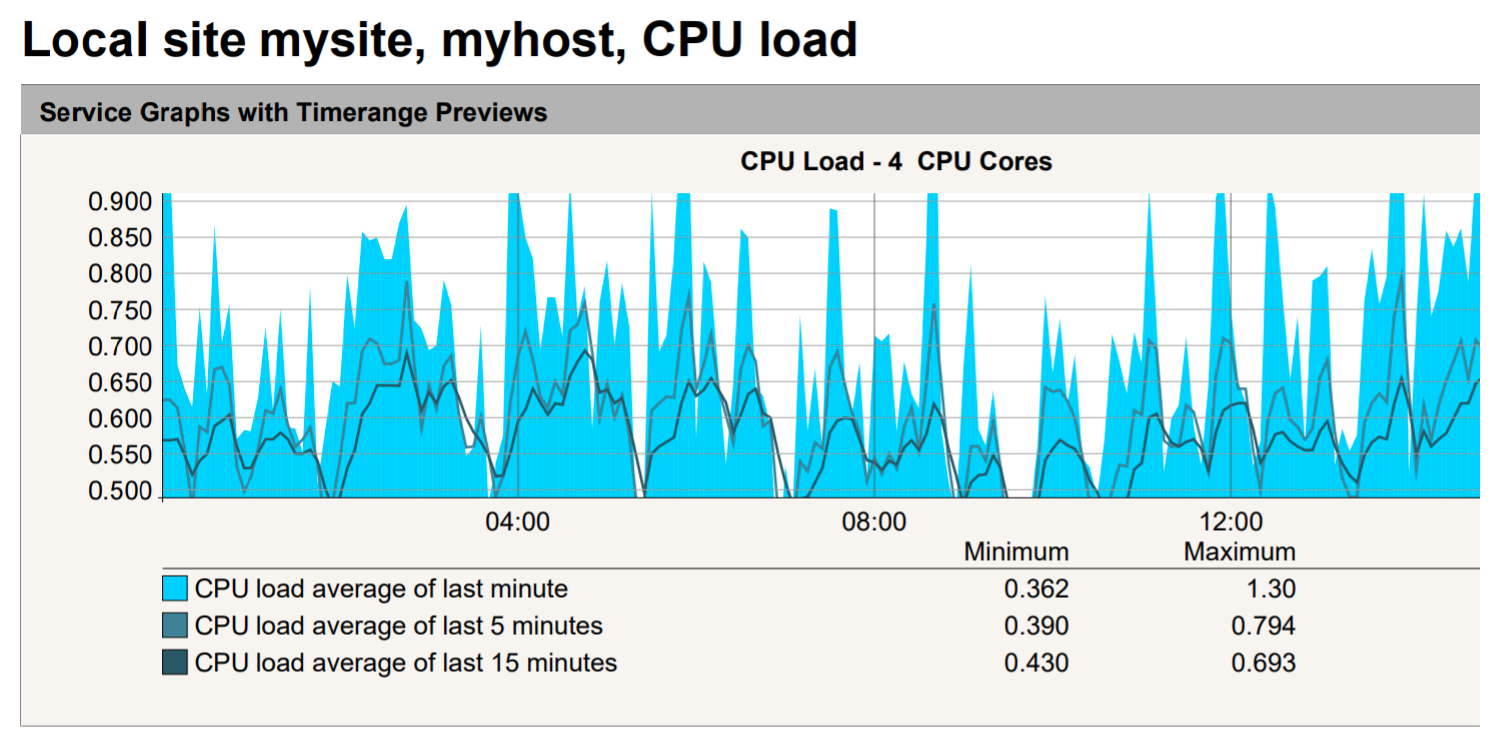 Local site mysite, myhost, CPU load
Service Graphs with Timerange Previews
CPU Load - 4 CPU Cores
0.900
0.850
0.800
0.750
0.700
0.650
0.600
0.550
0.500
04:00 08:00 12:00
Minimum Maximum
CPU load average of last minute 0.362 1.30
CPU load average of last 5 minutes 0.390 0.794
CPU load average of last 15 minutes 0.430 0.693